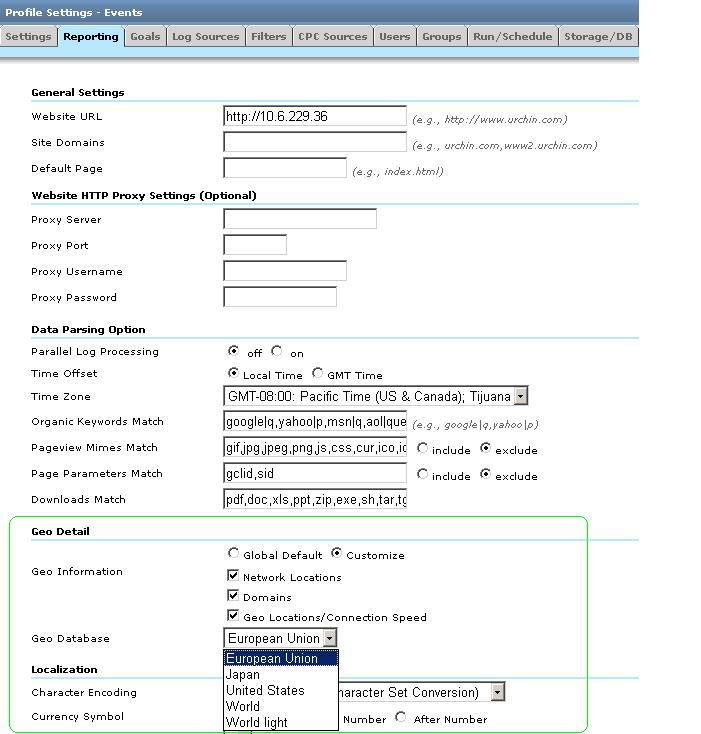 Profile Settings - Events
Settings Reporting Goals Log Sources Filters CPC Sources Users Groups Run/Schedule Storage/DB
General Settings
Website URL http://10.6.229.36 (e.g., http://www.urchin.com)
Site Domains (e.g., urchin.com,www2.urchin.com)
Default Page (e.g., index.html)
Website HTTP Proxy Settings (Optional)
Proxy Server
Proxy Port
Proxy Username
Proxy Password
Data Parsing Option
Parallel Log Processing off on
Time Offset Local Time GMT Time
Time Zone GMT-08:00: Pacific Time (US & Canada); Tijuana
Organic Keywords Match google|q,yahoo|p,msn|q,aol|que (e.g., google|q,yahoo|p)
Pageview Mimes Match gif,jpg,jpeg,png,js,css,cur,ico,ic include exclude
Page Parameters Match gclid,sid include exclude
Downloads Match pdf,doc,xls,ppt,zip,exe,sh,tar,tg
Geo Detail
Global Default Customize
Geo Information
Network Locations
Domains
Geo Locations/Connection Speed
Geo Database European Union
European Union
Japan
United States
World
World light
Localization
Character Encoding haracter Set Conversion)
Currency Symbol Number After Number